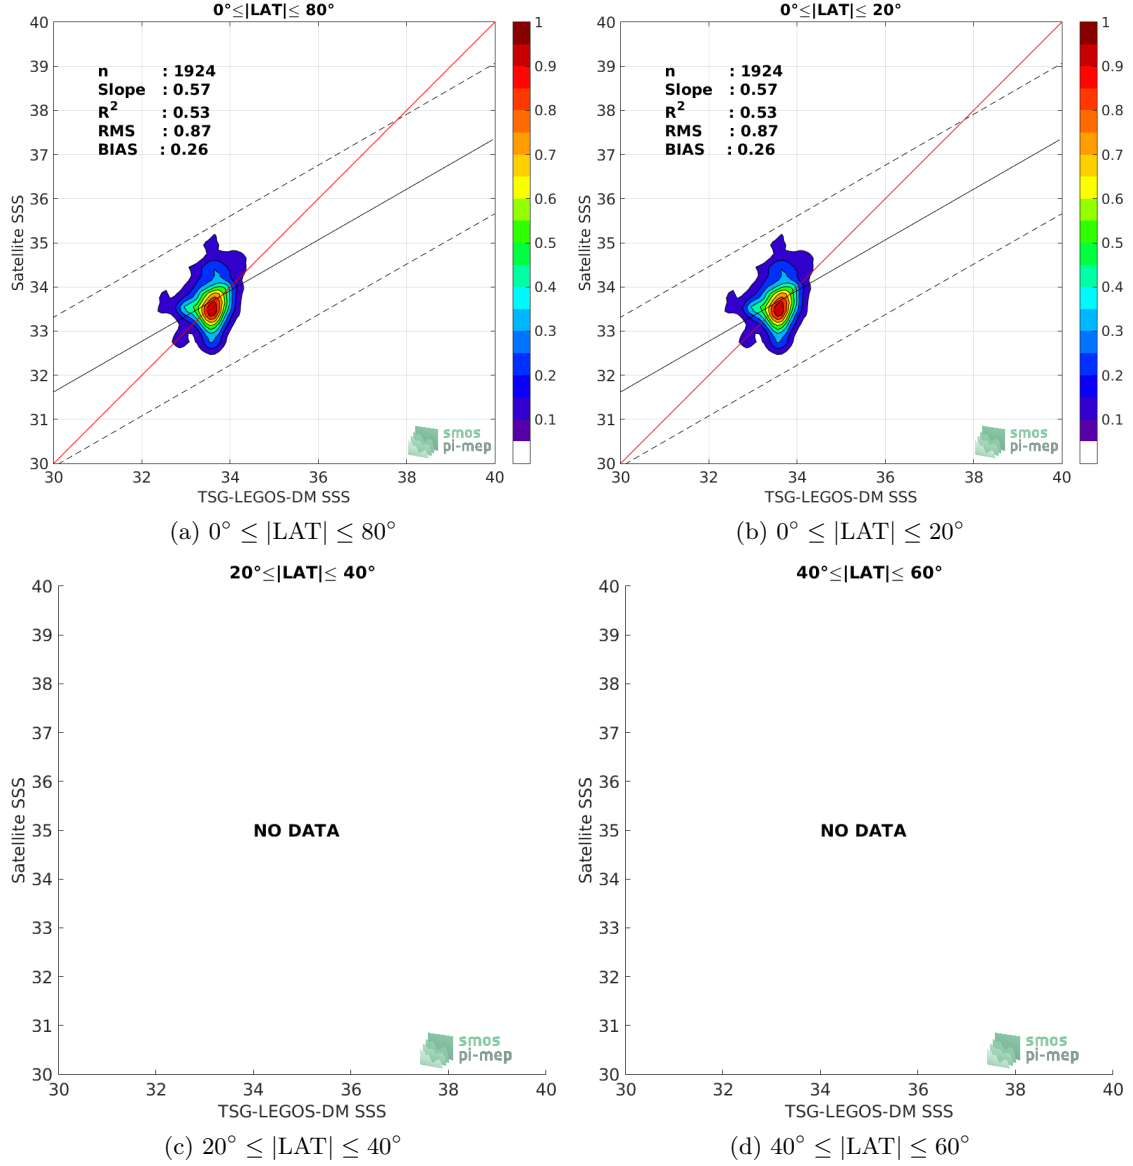 0°≤|LAT|≤ 80°
40
39
38
37
36
35
34
33
32
31
30
n : 1924
Slope : 0.57
R2 : 0.53
RMS : 0.87
BIAS : 0.26
Satellite SSS
30 32 34 36 38 40
TSG-LEGOS-DM SSS
smos
pi-mep
1
0.9
0.8
0.7
0.6
0.5
0.4
0.3
0.2
0.1
(a) 0° ≤ |LAT| ≤ 80°
0°≤|LAT|≤ 20°
40
39
38
37
36
35
34
33
32
31
30
n : 1924
Slope : 0.57
R2 : 0.53
RMS : 0.87
BIAS : 0.26
Satellite SSS
30 32 34 36 38 40
TSG-LEGOS-DM SSS
smos
pi-mep
1
0.9
0.8
0.7
0.6
0.5
0.4
0.3
0.2
0.1
(b) 0° ≤ |LAT| ≤ 20°
20°≤|LAT|≤ 40°
40
39
38
37
36
35
34
33
32
31
30
Satellite SSS
NO DATA
30 32 34 36 38 40
TSG-LEGOS-DM SSS
smos
pi-mep
(c) 20° ≤ |LAT| ≤ 40°
40°≤|LAT|≤ 60°
40
39
38
37
36
35
34
33
32
31
30
Satellite SSS
NO DATA
30 32 34 36 38 40
TSG-LEGOS-DM SSS
smos
pi-mep
(d) 40° ≤ |LAT| ≤ 60°